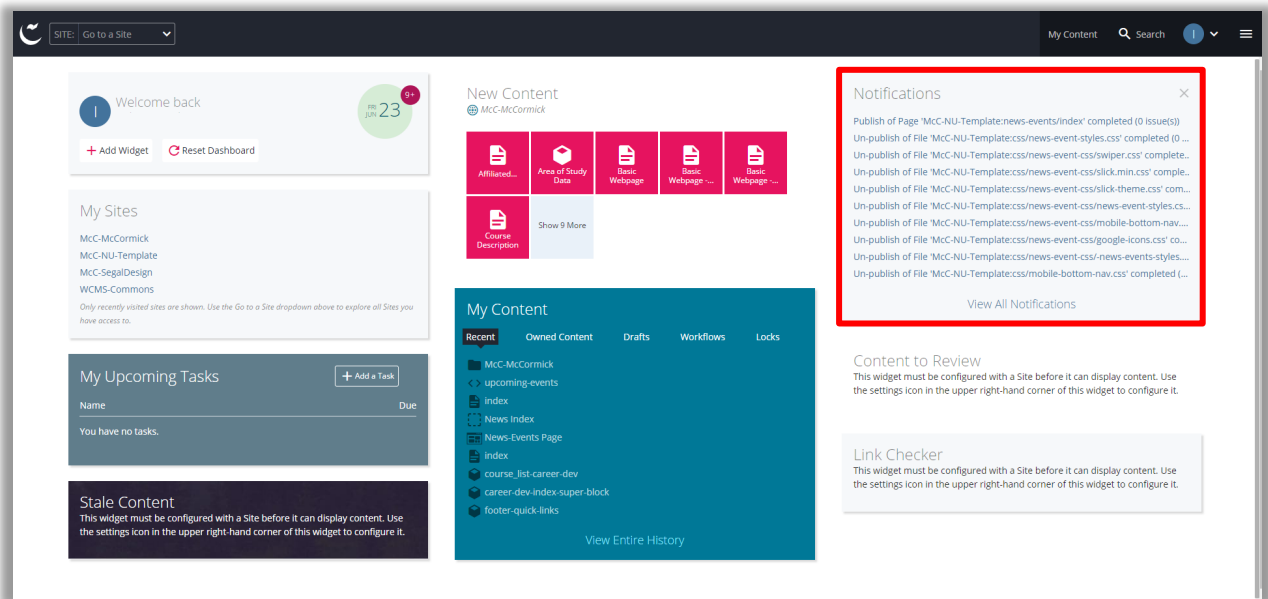 SITE: Go to a Site
My Content
Search
I
I
Welcome back
FRI
JUN
23
9+
Add Widget
Reset Dashboard
My Sites
McC-McCormick
McC-NU-Template
McC-SegalDesign
WCMS-Commons
Only recently visited sites are shown. Use the Go to a Site dropdown above to explore all Sites you
have access to.
My Upcoming Tasks
Add a Task
Name
Due
You have no tasks.
Stale Content
This widget must be configured with a Site before it can display content. Use
the settings icon in the upper right-hand corner of this widget to configure it.
New Content
McC-McCormick
Affiliated...
Area of Study
Data
Basic
Webpage
Basic
Webpage -...
Basic
Webpage -...
Course
Description
Show 9 More
My Content
Recent
Owned Content
Drafts
Workflows
Locks
McC-McCormick
upcoming-events
index
News Index
News-Events Page
index
course_list-career-dev
career-dev-index-super-block
footer-quick-links
View Entire History
Notifications
Publish of Page 'McC-NU-Template:news-events/index' completed (0 issue(s))
Un-publish of File 'McC-NU-Template:css/news-event-styles.css' completed (0 ...
Un-publish of File 'McC-NU-Template:css/news-event-css/swiper.css' complete..
Un-publish of File 'McC-NU-Template:css/news-event-css/slick.min.css' comple..
Un-publish of File 'McC-NU-Template:css/news-event-css/slick-theme.css' com...
Un-publish of File 'McC-NU-Template:css/news-event-css/news-event-styles.cs...
Un-publish of File 'McC-NU-Template:css/news-event-css/mobile-bottom-nav....
Un-publish of File 'McC-NU-Template:css/news-event-css/google-icons.css' co...
Un-publish of File 'McC-NU-Template:css/news-event-css/-news-events-styles....
Un-publish of File 'McC-NU-Template:css/mobile-bottom-nav.css' completed (...
View All Notifications
Content to Review
This widget must be configured with a Site before it can display content. Use
the settings icon in the upper right-hand corner of this widget to configure it.
Link Checker
This widget must be configured with a Site before it can display content. Use
the settings icon in the upper right-hand corner of this widget to configure it.